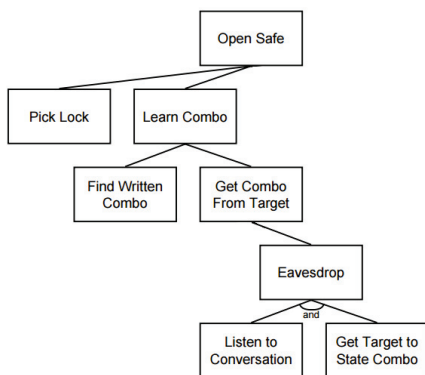 Open Safe
Pick Lock
Learn Combo
Find Written
Combo
Get Combo
From Target
Eavesdrop
and
Listen to
Conversation
Get Target to
State Combo